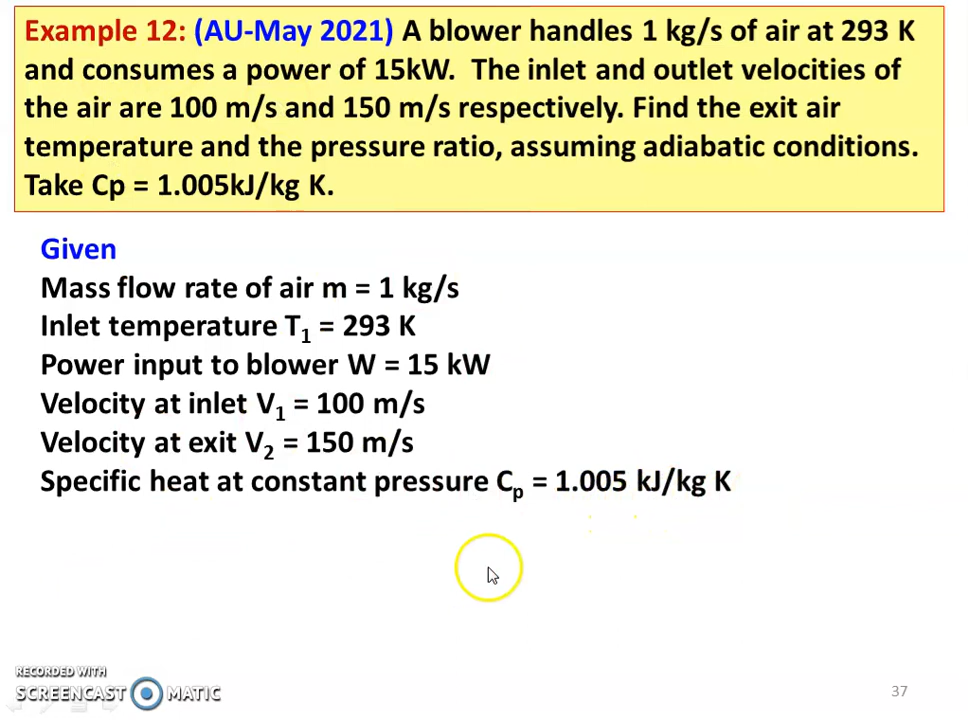 Example 12: (AU-May 2021) A blower handles 1 kg/s of air at 293 K
and consumes a power of 15kW. The inlet and outlet velocities of
the air are 100 m/s and 150 m/s respectively. Find the exit air
temperature and the pressure ratio, assuming adiabatic conditions.
Take Cp = 1.005kJ/kg K.
Given
Mass flow rate of air m = 1 kg/s
Inlet temperature T₁ = 293 K
Power input to blower W = 15 kW
Velocity at inlet V₁ = 100 m/s
Velocity at exit V₂ = 150 m/s
Specific heat at constant pressure Cₚ = 1.005 kJ/kg K
RECORDED WITH
SCREENCAST MATIC
37